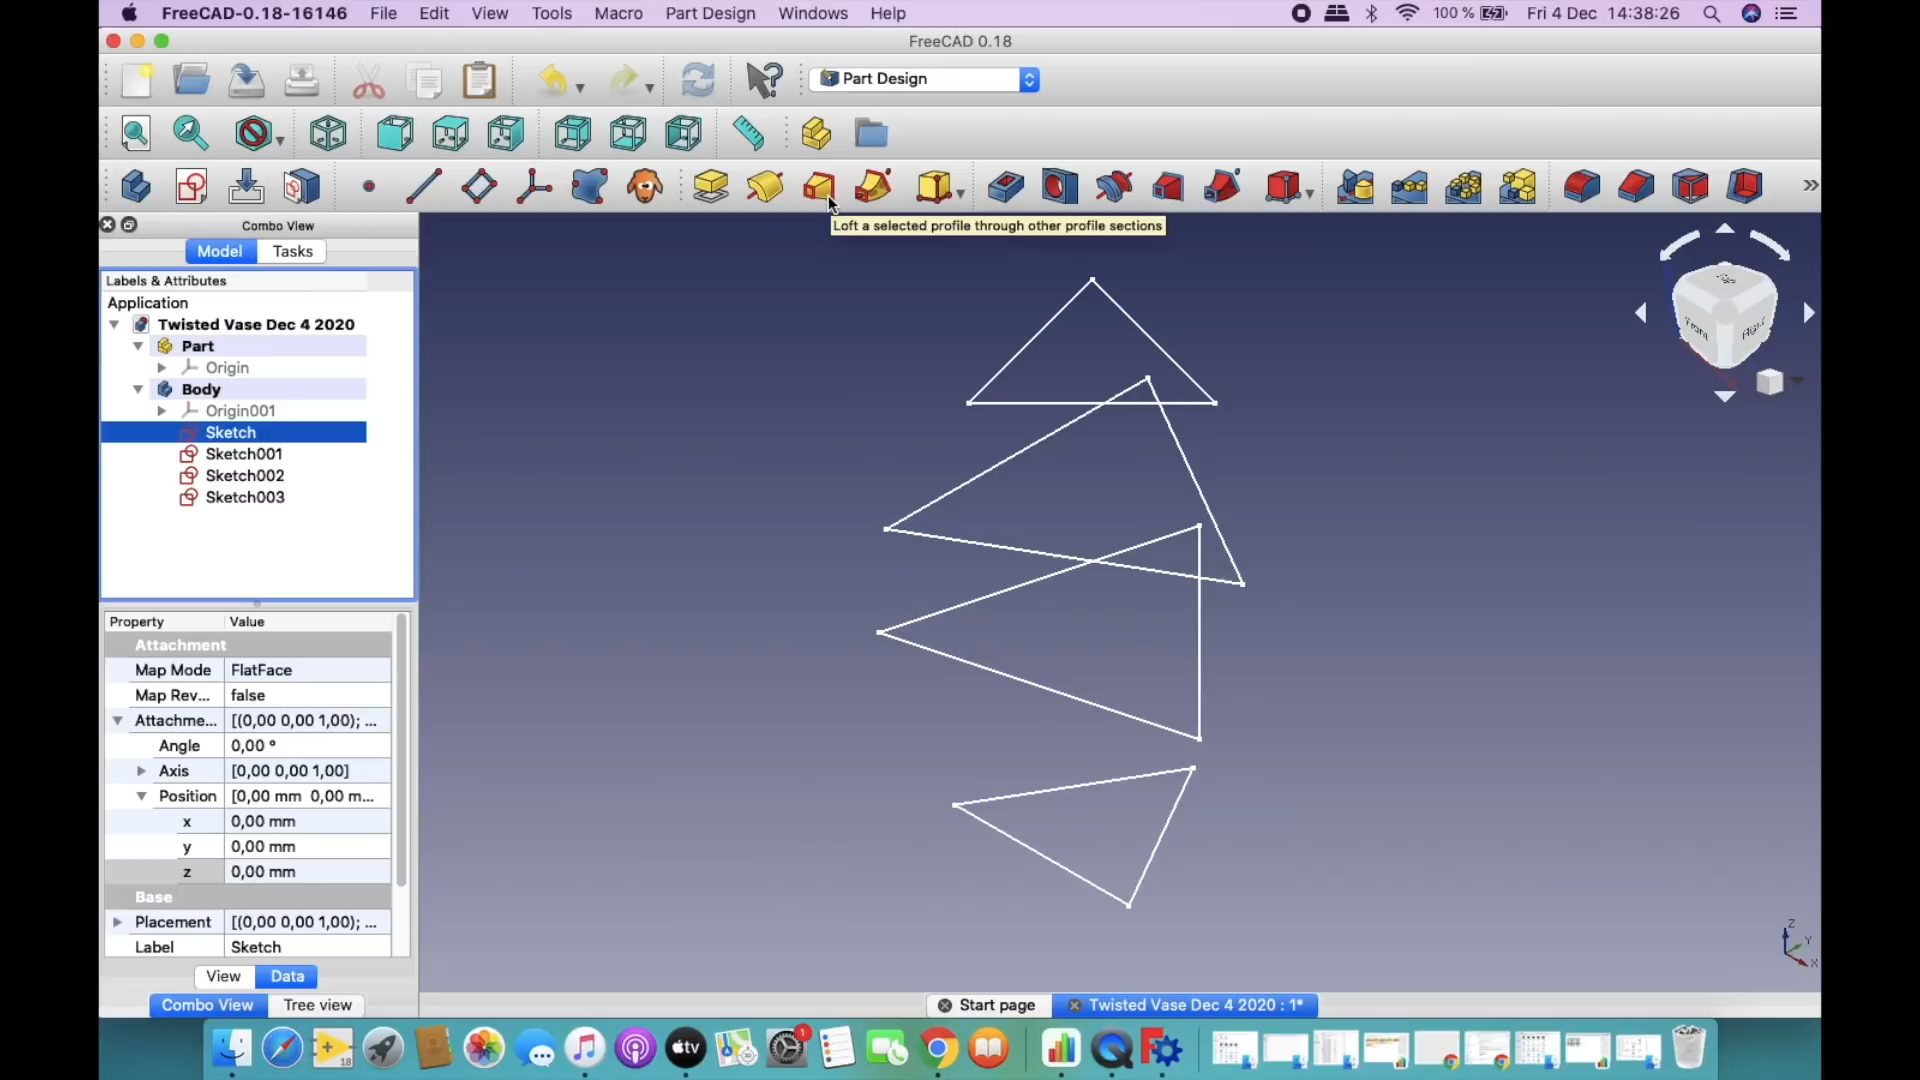 FreeCAD-0.18-16146 File Edit View Tools Macro Part Design Windows Help 100 % Fri 4 Dec 14:38:26
FreeCAD 0.18
Part Design
Loft a selected profile through other profile sections
Combo View
Model Tasks
Labels & Attributes
Application
Twisted Vase Dec 4 2020
Part
Origin
Body
Origin001
Sketch
Sketch001
Sketch002
Sketch003
Property Value
Attachment
Map Mode FlatFace
Map Rev... false
Attachme... [(0,00 0,00 1,00); ...
Angle 0,00 °
Axis [0,00 0,00 1,00]
Position [0,00 mm 0,00 m...
x 0,00 mm
y 0,00 mm
z 0,00 mm
Base
Placement [(0,00 0,00 1,00); ...
Label Sketch
View Data
Combo View Tree view
Front Right
Z
Y
X
Start page Twisted Vase Dec 4 2020 : 1*
18
tv
1